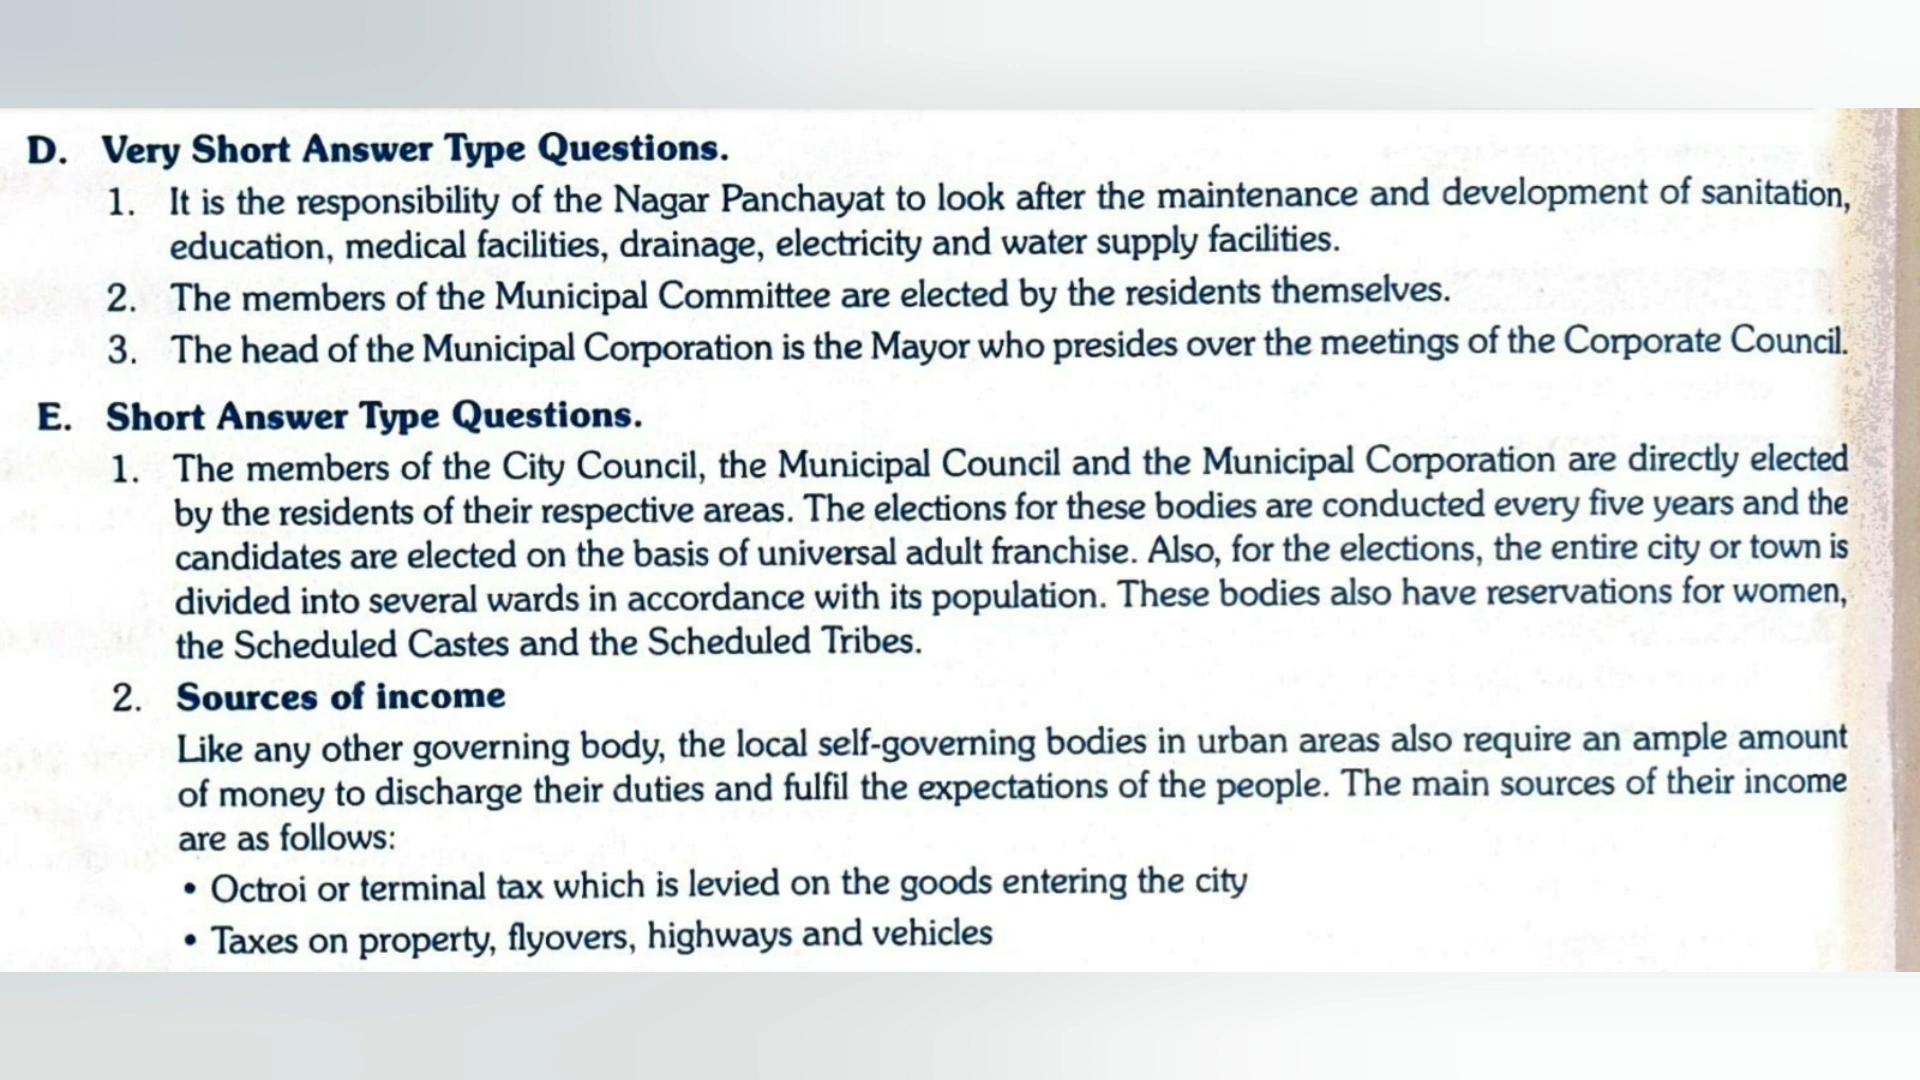 D. Very Short Answer Type Questions.
1. It is the responsibility of the Nagar Panchayat to look after the maintenance and development of sanitation,
education, medical facilities, drainage, electricity and water supply facilities.
2. The members of the Municipal Committee are elected by the residents themselves.
3. The head of the Municipal Corporation is the Mayor who presides over the meetings of the Corporate Council.
E. Short Answer Type Questions.
1. The members of the City Council, the Municipal Council and the Municipal Corporation are directly elected
by the residents of their respective areas. The elections for these bodies are conducted every five years and the
candidates are elected on the basis of universal adult franchise. Also, for the elections, the entire city or town is
divided into several wards in accordance with its population. These bodies also have reservations for women,
the Scheduled Castes and the Scheduled Tribes.
2. Sources of income
Like any other governing body, the local self-governing bodies in urban areas also require an ample amount
of money to discharge their duties and fulfil the expectations of the people. The main sources of their income
are as follows:
• Octroi or terminal tax which is levied on the goods entering the city
• Taxes on property, flyovers, highways and vehicles